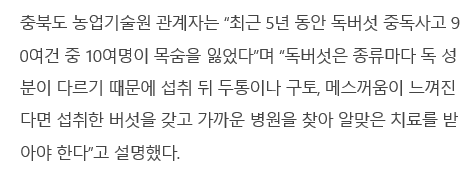 충북도 농업기술원 관계자는 “최근 5년 동안 독버섯 중독사고 9
0여건 중 10여명이 목숨을 잃었다”며 “독버섯은 종류마다 독 성
분이 다르기 때문에 섭취 뒤 두통이나 구토, 메스꺼움이 느껴진
다면 섭취한 버섯을 갖고 가까운 병원을 찾아 알맞은 치료를 받
아야 한다”고 설명했다.